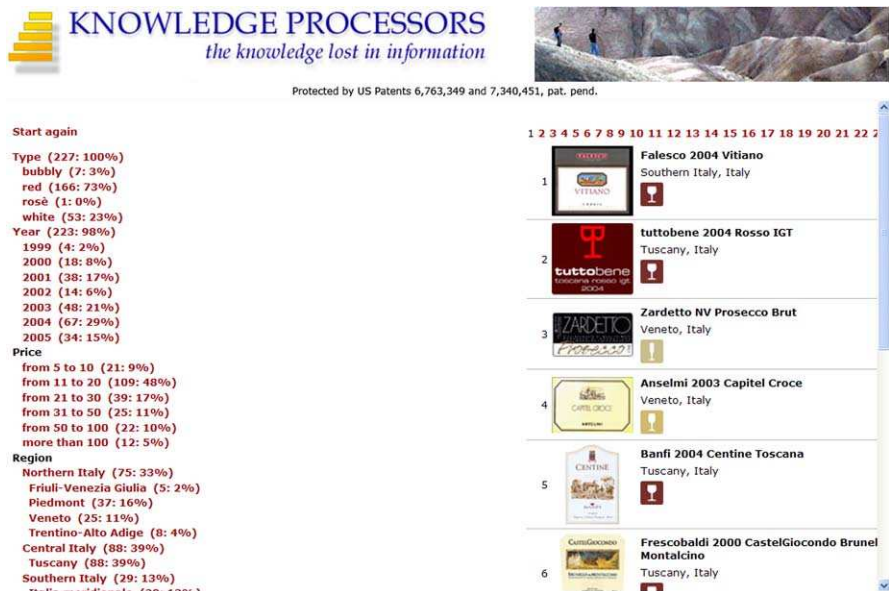 KNOWLEDGE PROCESSORS
the knowledge lost in information
Protected by US Patents 6,763,349 and 7,340,451, pat. pend.
Start again
Type (227: 100%)
bubbly (7: 3%)
red (166: 73%)
rosè (1: 0%)
white (53: 23%)
Year (223: 98%)
1999 (4: 2%)
2000 (18: 8%)
2001 (38: 17%)
2002 (14: 6%)
2003 (48: 21%)
2004 (67: 29%)
2005 (34: 15%)
Price
from 5 to 10 (21: 9%)
from 11 to 20 (109: 48%)
from 21 to 30 (39: 17%)
from 31 to 50 (25: 11%)
from 50 to 100 (22: 10%)
more than 100 (12: 5%)
Region
Northern Italy (75: 33%)
Friuli-Venezia Giulia (5: 2%)
Piedmont (37: 16%)
Veneto (25: 11%)
Trentino-Alto Adige (8: 4%)
Central Italy (88: 39%)
Tuscany (88: 39%)
Southern Italy (29: 13%)
1 2 3 4 5 6 7 8 9 10 11 12 13 14 15 16 17 18 19 20 21 22 2
1
FALESCO
VITIANO
Falesco 2004 Vitiano
Southern Italy, Italy
2
tuttobene
toscana rosso igt
2004
tuttobene 2004 Rosso IGT
Tuscany, Italy
3
ZARDETTO
Prosecco
Zardetto NV Prosecco Brut
Veneto, Italy
4
CAPITEL CROCE
ANSELMI
Anselmi 2003 Capitel Croce
Veneto, Italy
5
CENTINE
BANFI
Banfi 2004 Centine Toscana
Tuscany, Italy
6
CASTELGIOCONDO
Frescobaldi 2000 CastelGiocondo Brunel
Montalcino
Tuscany, Italy